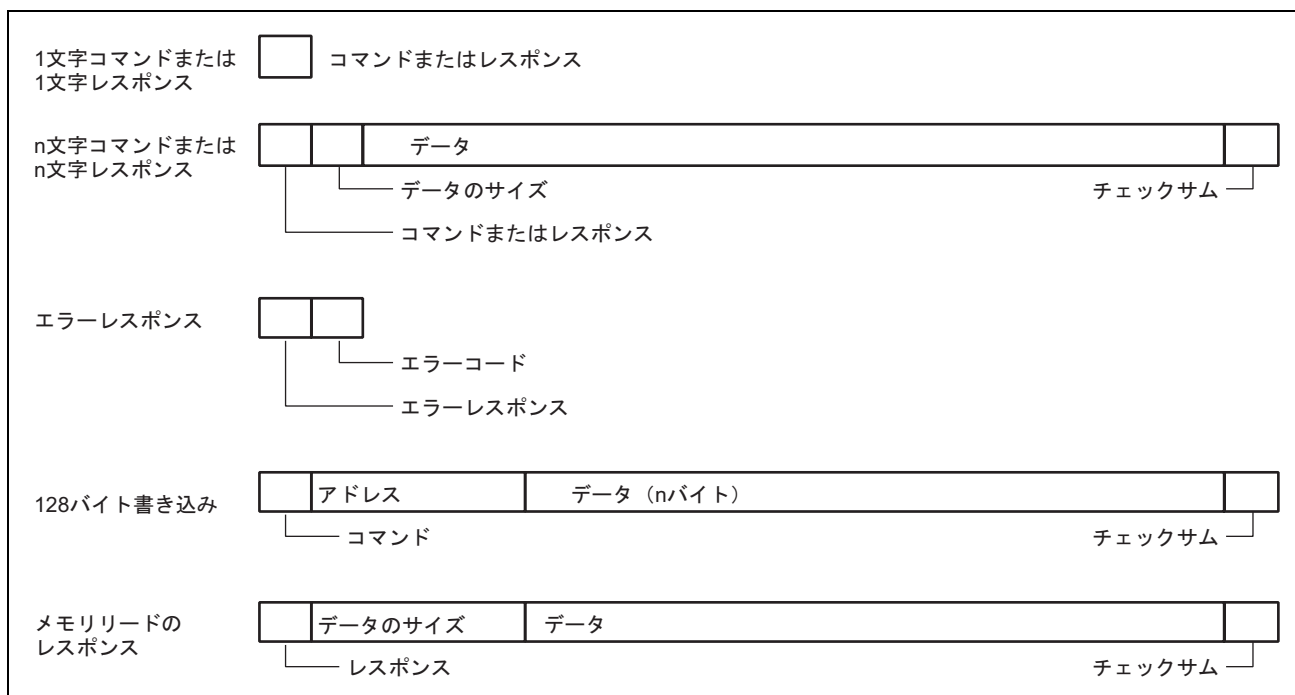 1文字コマンドまたは
1文字レスポンス
コマンドまたはレスポンス
n文字コマンドまたは
n文字レスポンス
データ
データのサイズ
チェックサム
コマンドまたはレスポンス
エラーレスポンス
エラーコード
エラーレスポンス
128バイト書き込み
アドレス
データ（nバイト）
コマンド
チェックサム
メモリリードの
レスポンス
データのサイズ
データ
レスポンス
チェックサム